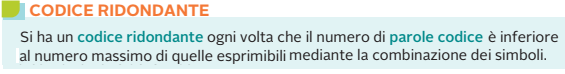 CODICE RIDONDANTE
Si ha un codice ridondante ogni volta che il numero di parole codice è inferiore
al numero massimo di quelle esprimibili mediante la combinazione dei simboli.